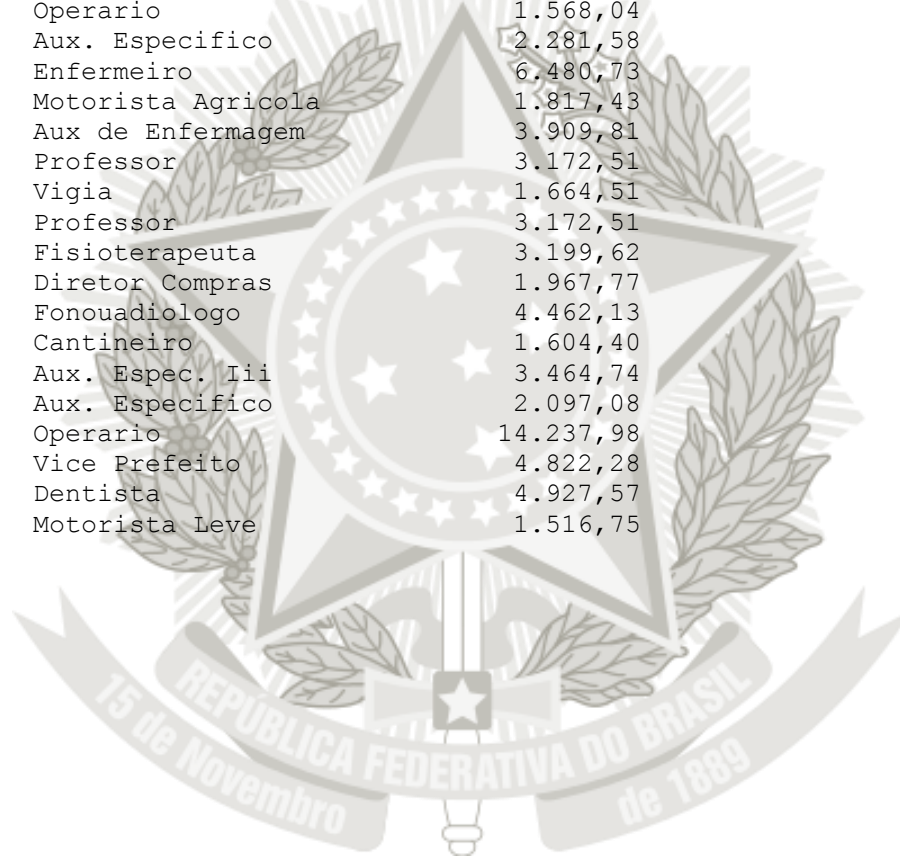 Operario 1.568,04
Aux. Especifico 2.281,58
Enfermeiro 6.480,73
Motorista Agricola 1.817,43
Aux de Enfermagem 3.909,81
Professor 3.172,51
Vigia 1.664,51
Professor 3.172,51
Fisioterapeuta 3.199,62
Diretor Compras 1.967,77
Fonouadiologo 4.462,13
Cantineiro 1.604,40
Aux. Espec. Iii 3.464,74
Aux. Especifico 2.097,08
Operario 14.237,98
Vice Prefeito 4.822,28
Dentista 4.927,57
Motorista Leve 1.516,75
REPÚBLICA FEDERATIVA DO BRASIL
15 de Novembro de 1889